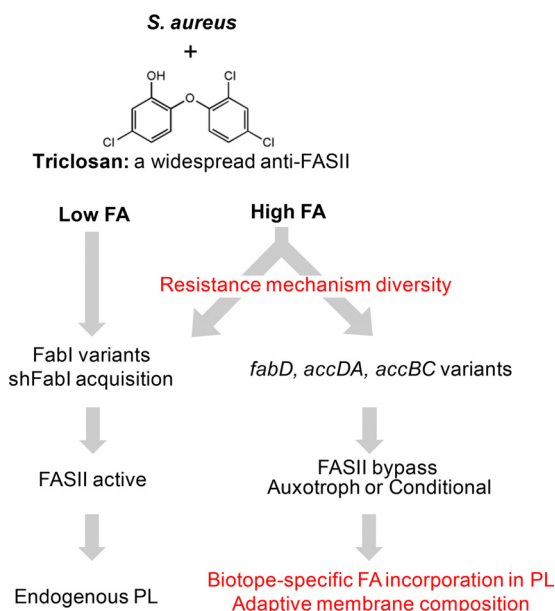 S. aureus
+
OH
Cl
O
Cl
Cl
Triclosan: a widespread anti-FASII
Low FA
High FA
Resistance mechanism diversity
FabI variants
shFabI acquisition
fabD, accDA, accBC variants
FASII active
FASII bypass
Auxotroph or Conditional
Endogenous PL
Biotope-specific FA incorporation in PL
Adaptive membrane composition